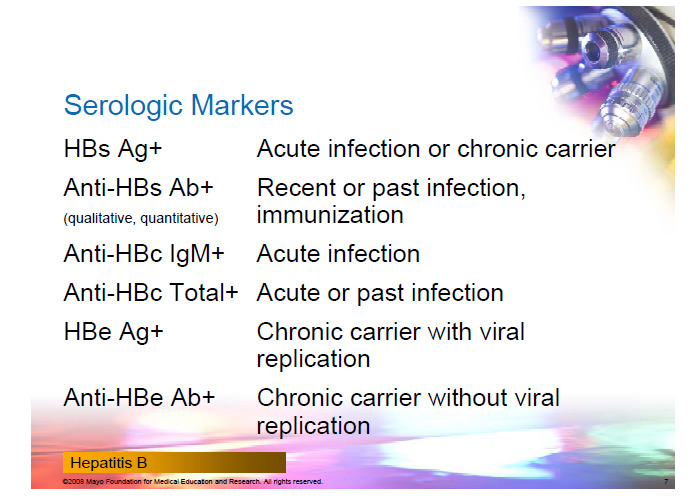 Serologic Markers
HBs Ag+ Acute infection or chronic carrier
Anti-HBs Ab+ Recent or past infection,
(qualitative, quantitative) immunization
Anti-HBc IgM+ Acute infection
Anti-HBc Total+ Acute or past infection
HBe Ag+ Chronic carrier with viral
replication
Anti-HBe Ab+ Chronic carrier without viral
replication
Hepatitis B
©2008 Mayo Foundation for Medical Education and Research. All rights reserved. 7